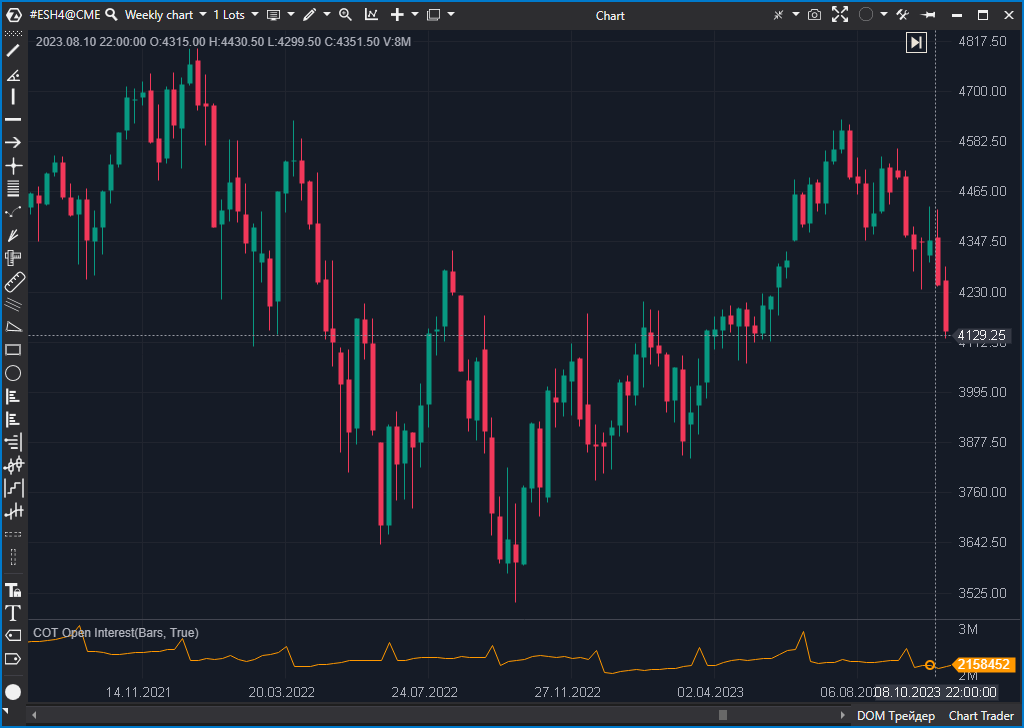 #ESH4@CME Weekly chart 1 Lots Chart
2023.08.10 22:00:00 O:4315.00 H:4430.50 L:4299.50 C:4351.50 V:8M
4817.50
4700.00
4582.50
4465.00
4347.50
4230.00
4129.25
4112.50
3995.00
3877.50
3760.00
3642.50
3525.00
COT Open Interest(Bars, True)
3M
2158452
2M
14.11.2021 20.03.2022 24.07.2022 27.11.2022 02.04.2023 06.08.20 08.10.2023 22:00:00
DOM Трейдер Chart Trader